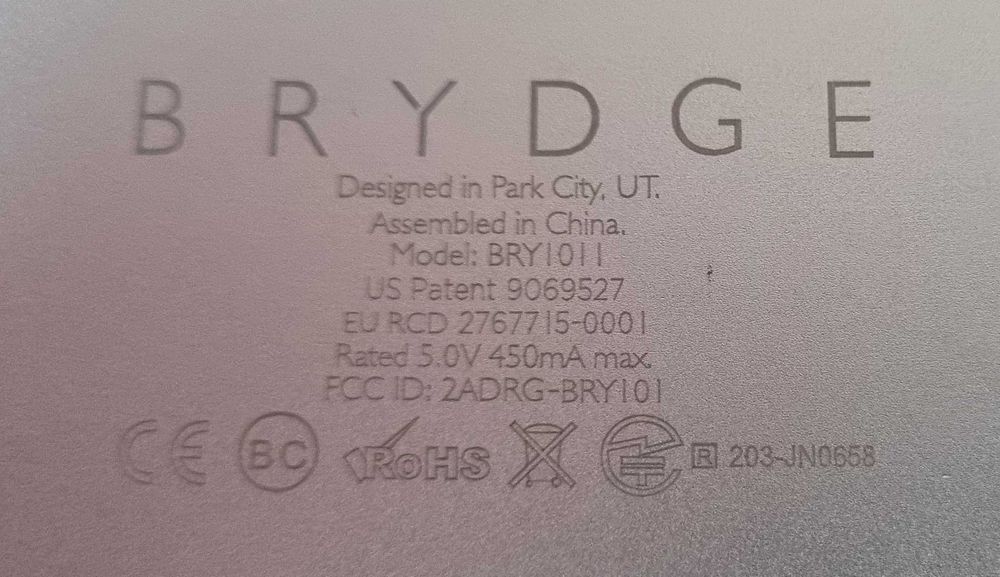 BRYDGE
Designed in Park City, UT.
Assembled in China.
Model: BRY1011
US Patent 9069527
EU RCD 2767715-0001
Rated 5.0V 450mA max.
FCC ID: 2ADRG-BRY101
CE BC RoHS R 203-JN0658